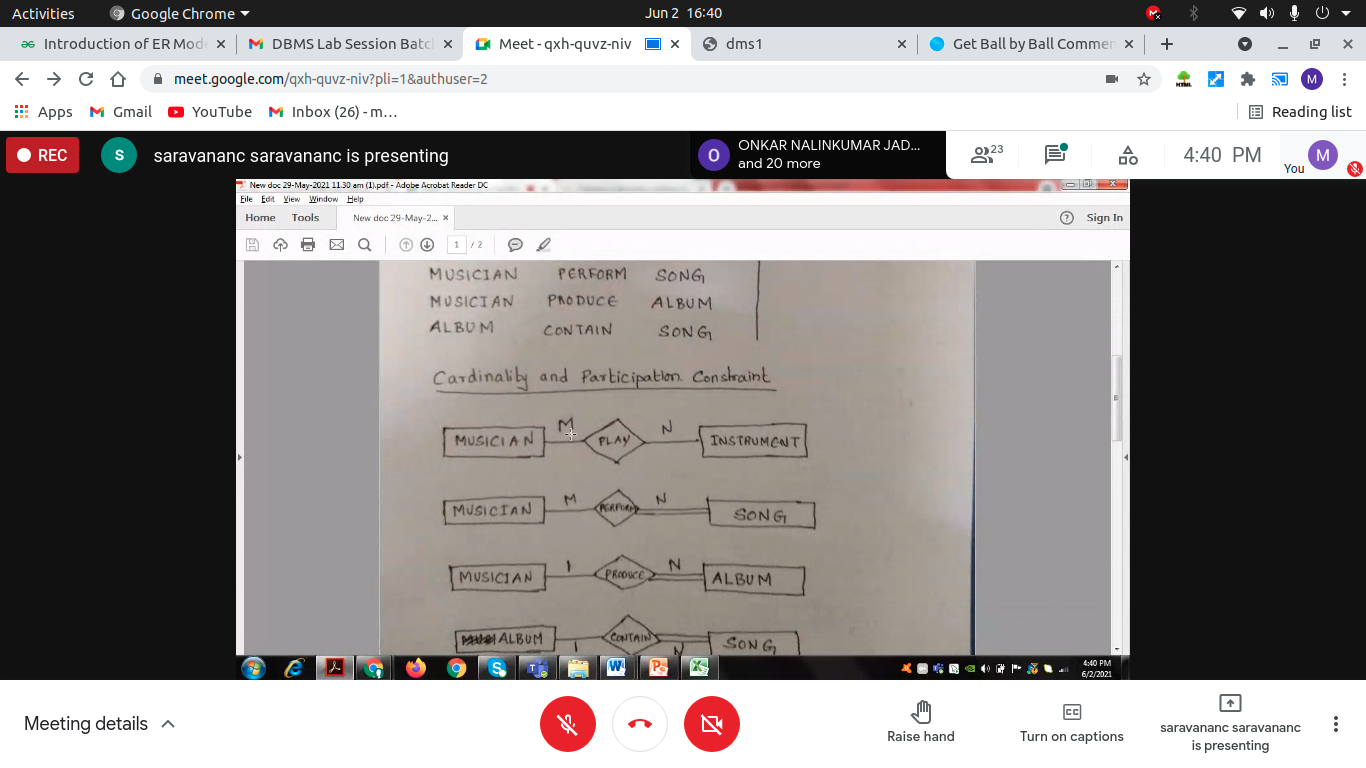 Activities Google Chrome Jun 2 16:40
Introduction of ER Mode DBMS Lab Session Batch Meet - qxh-quvz-niv dms1 Get Ball by Ball Commen
meet.google.com/qxh-quvz-niv?pli=1&authuser=2 M
Apps Gmail YouTube Inbox (26) - m… Reading list
REC S saravananc saravananc is presenting O ONKAR NALINKUMAR JAD...
and 20 more 23 4:40 PM You M
New doc 29-May-2021 11.30 am (1).pdf - Adobe Acrobat Reader DC
File Edit View Window Help
Home Tools New doc 29-May-2... Sign In
1 / 2
MUSICIAN PERFORM SONG
MUSICIAN PRODUCE ALBUM
ALBUM CONTAIN SONG
Cardinality and Participation Constraint
M N
MUSICIAN PLAY INSTRUMENT
M N
MUSICIAN PERFORM SONG
1 N
MUSICIAN PRODUCE ALBUM
ALBUM CONTAIN SONG
1 N
4:40 PM
6/2/2021
Meeting details
Raise hand
Turn on captions
saravananc saravananc
is presenting